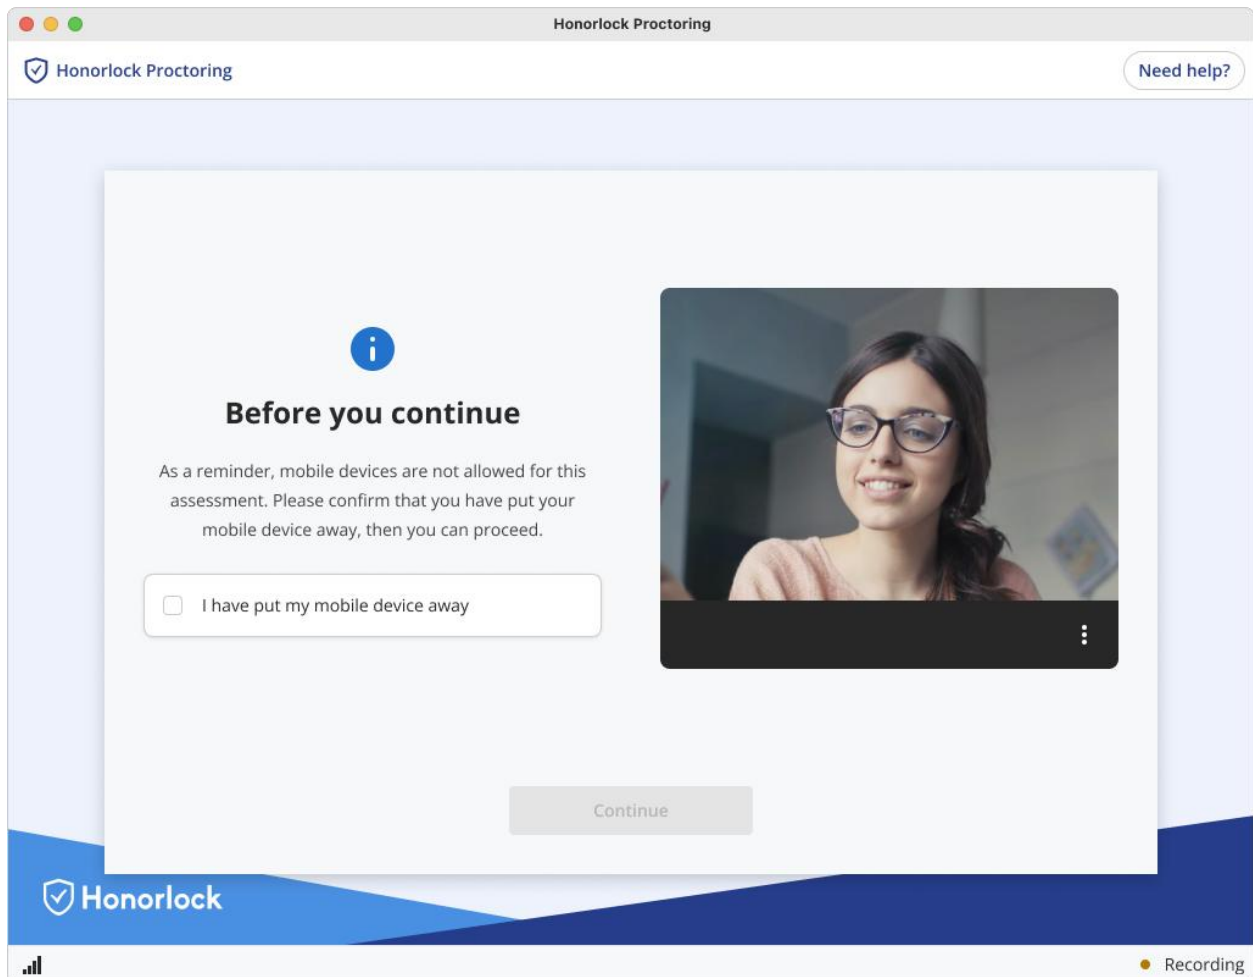 Honorlock Proctoring
Honorlock Proctoring
Need help?
Before you continue
As a reminder, mobile devices are not allowed for this
assessment. Please confirm that you have put your
mobile device away, then you can proceed.
I have put my mobile device away
Continue
Honorlock
Recording